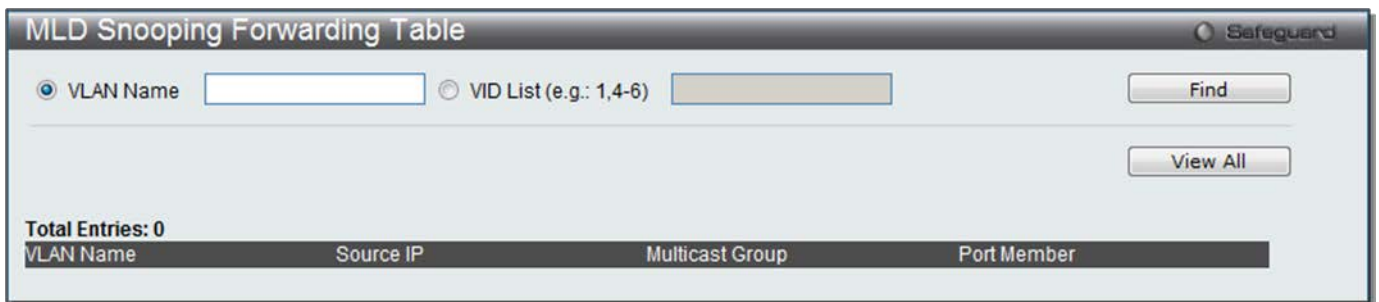 MLD Snooping Forwarding Table
Safeguard
VLAN Name VID List (e.g.: 1,4-6) Find
View All
Total Entries: 0
VLAN Name Source IP Multicast Group Port Member